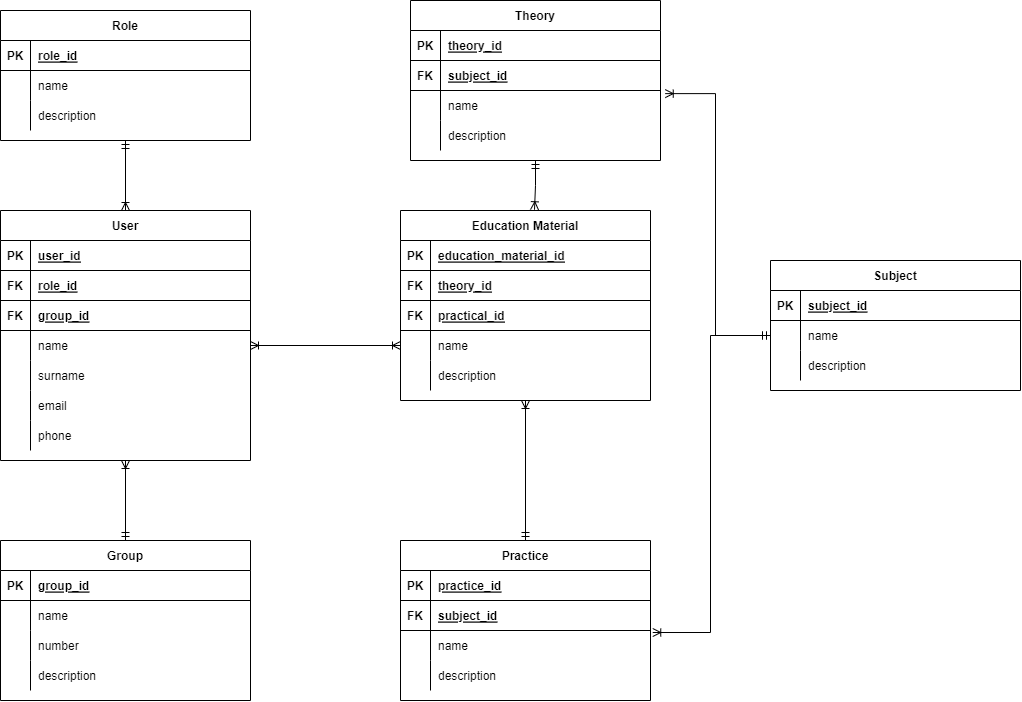 Role
PK role_id
name
description
Theory
PK theory_id
FK subject_id
name
description
User
PK user_id
FK role_id
FK group_id
name
surname
email
phone
Education Material
PK education_material_id
FK theory_id
FK practical_id
name
description
Subject
PK subject_id
name
description
Group
PK group_id
name
number
description
Practice
PK practice_id
FK subject_id
name
description